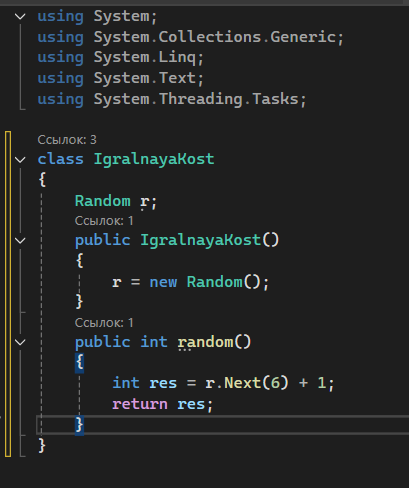 using System;
using System.Collections.Generic;
using System.Linq;
using System.Text;
using System.Threading.Tasks;
Ссылок: 3
class IgralnayaKost
{
Random r;
Ссылок: 1
public IgralnayaKost()
{
r = new Random();
}
Ссылок: 1
public int random()
{
int res = r.Next(6) + 1;
return res;
}
}